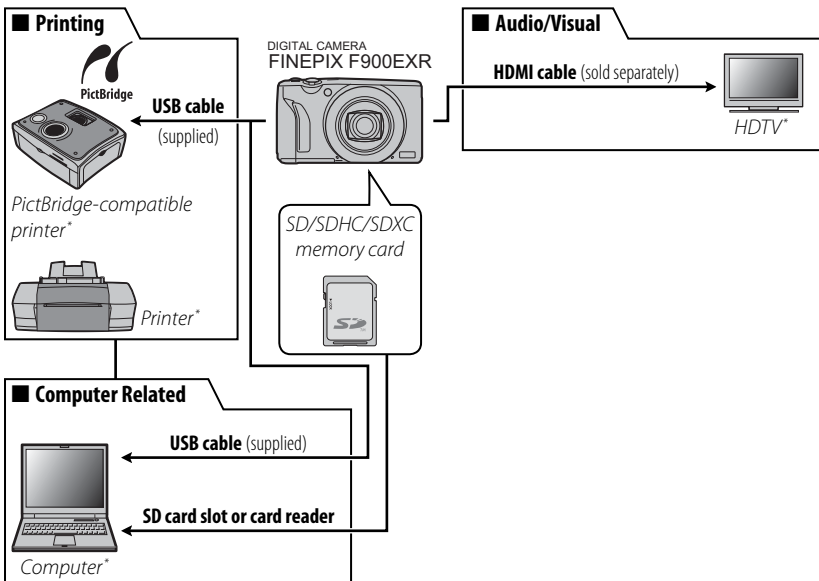 ■ Printing
PictBridge
USB cable
(supplied)
PictBridge-compatible
printer*
Printer*
DIGITAL CAMERA
FINEPIX F900EXR
SD/SDHC/SDXC
memory card
SD
■ Audio/Visual
HDMI cable (sold separately)
HDTV*
■ Computer Related
USB cable (supplied)
SD card slot or card reader
Computer*